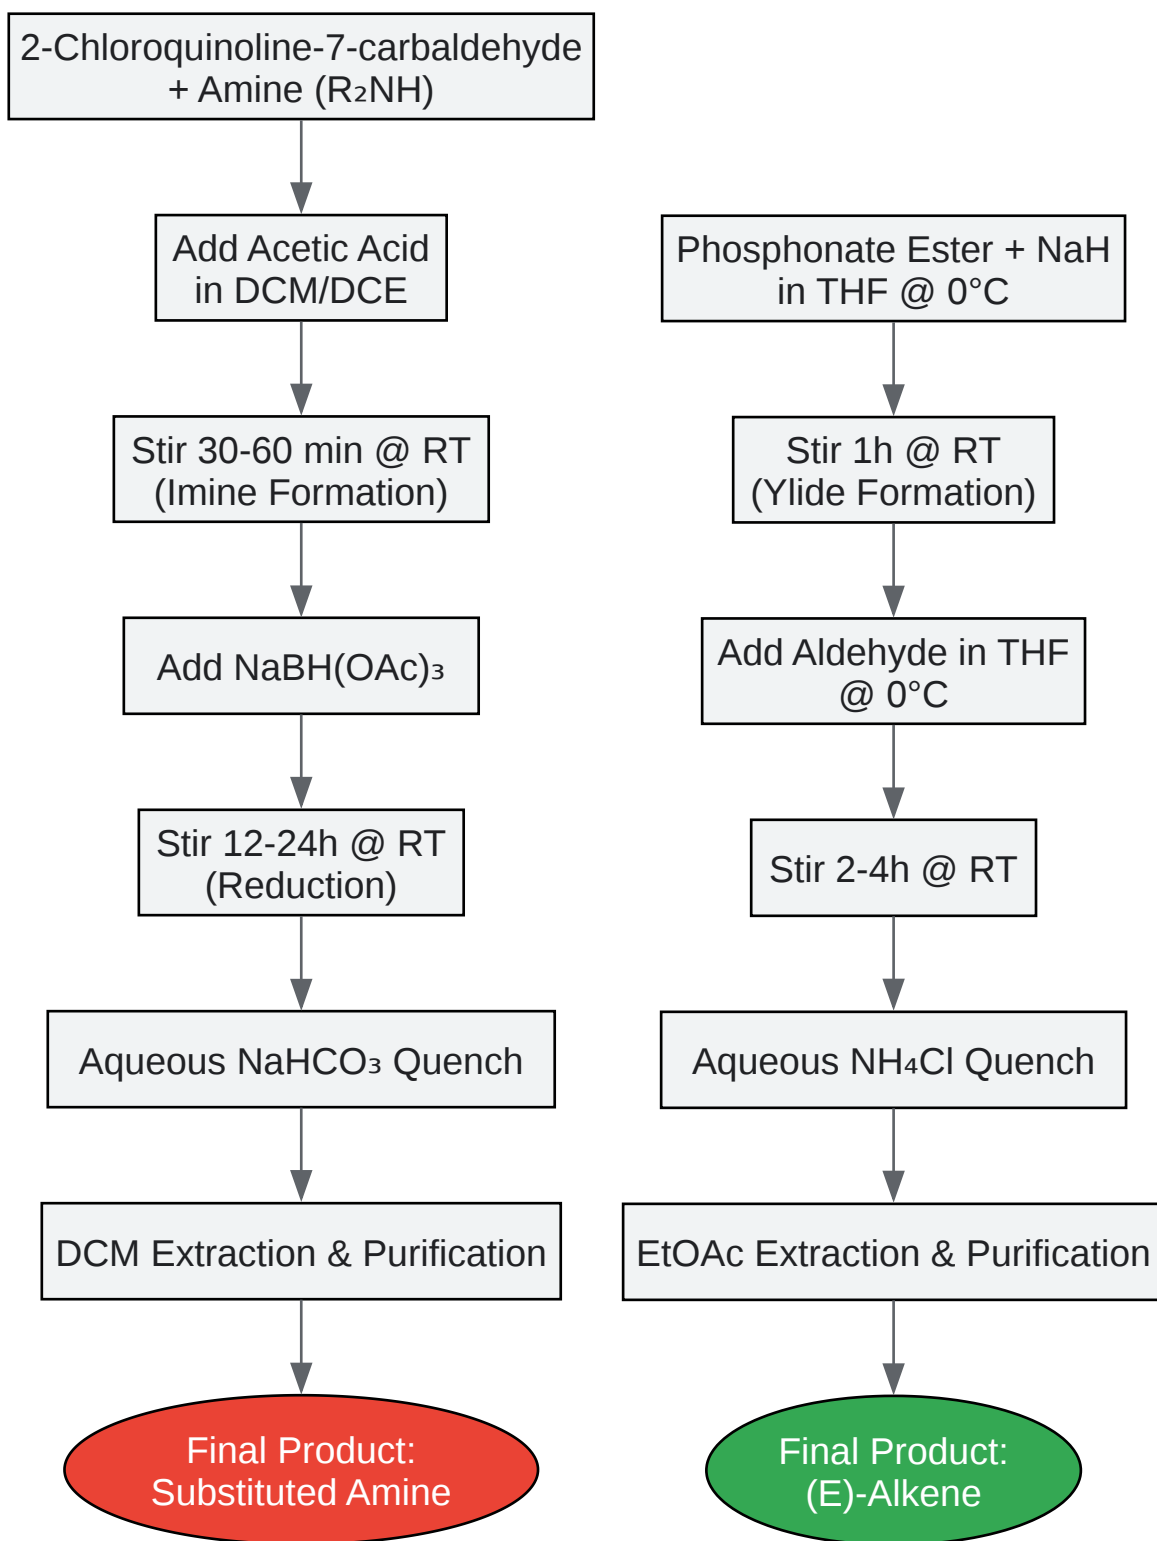 2-Chloroquinoline-7-carbaldehyde
+ Amine (R₂NH)
Add Acetic Acid
in DCM/DCE
Stir 30-60 min @ RT
(Imine Formation)
Add NaBH(OAc)₃
Stir 12-24h @ RT
(Reduction)
Aqueous NaHCO₃ Quench
DCM Extraction & Purification
Final Product:
Substituted Amine
Phosphonate Ester + NaH
in THF @ 0°C
Stir 1h @ RT
(Ylide Formation)
Add Aldehyde in THF
@ 0°C
Stir 2-4h @ RT
Aqueous NH₄Cl Quench
EtOAc Extraction & Purification
Final Product:
(E)-Alkene